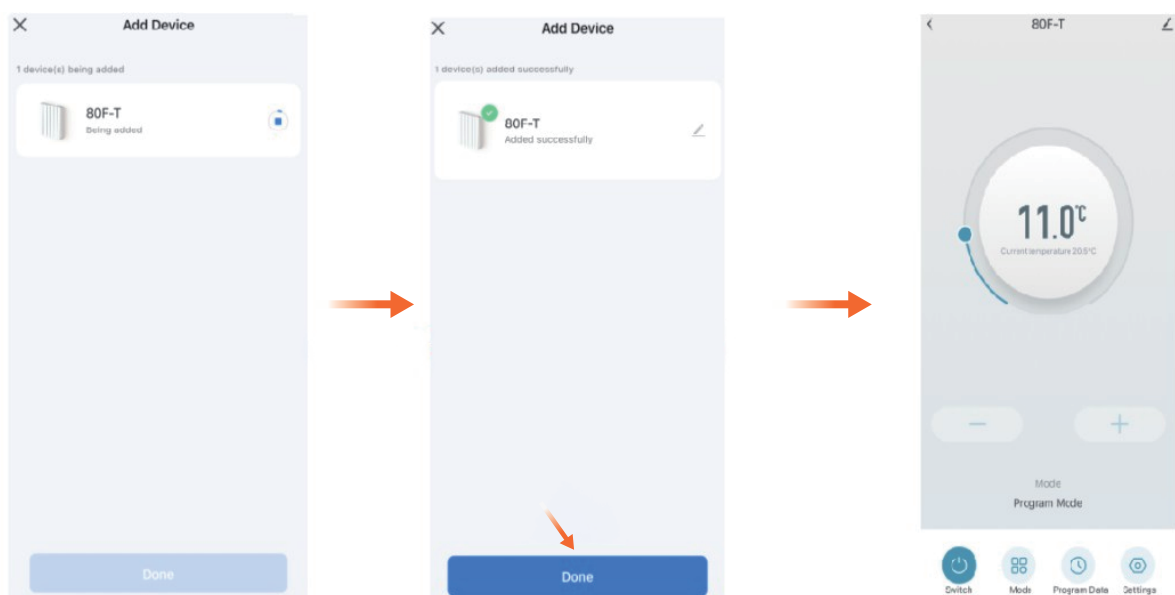 Add Device
1 device(s) being added
80F-T
Being added
Done
Add Device
1 device(s) added successfully
80F-T
Added successfully
Done
80F-T
11.0℃
Current temperature 20.5°C
Mode
Program Mode
Switch Mode Program Data Settings